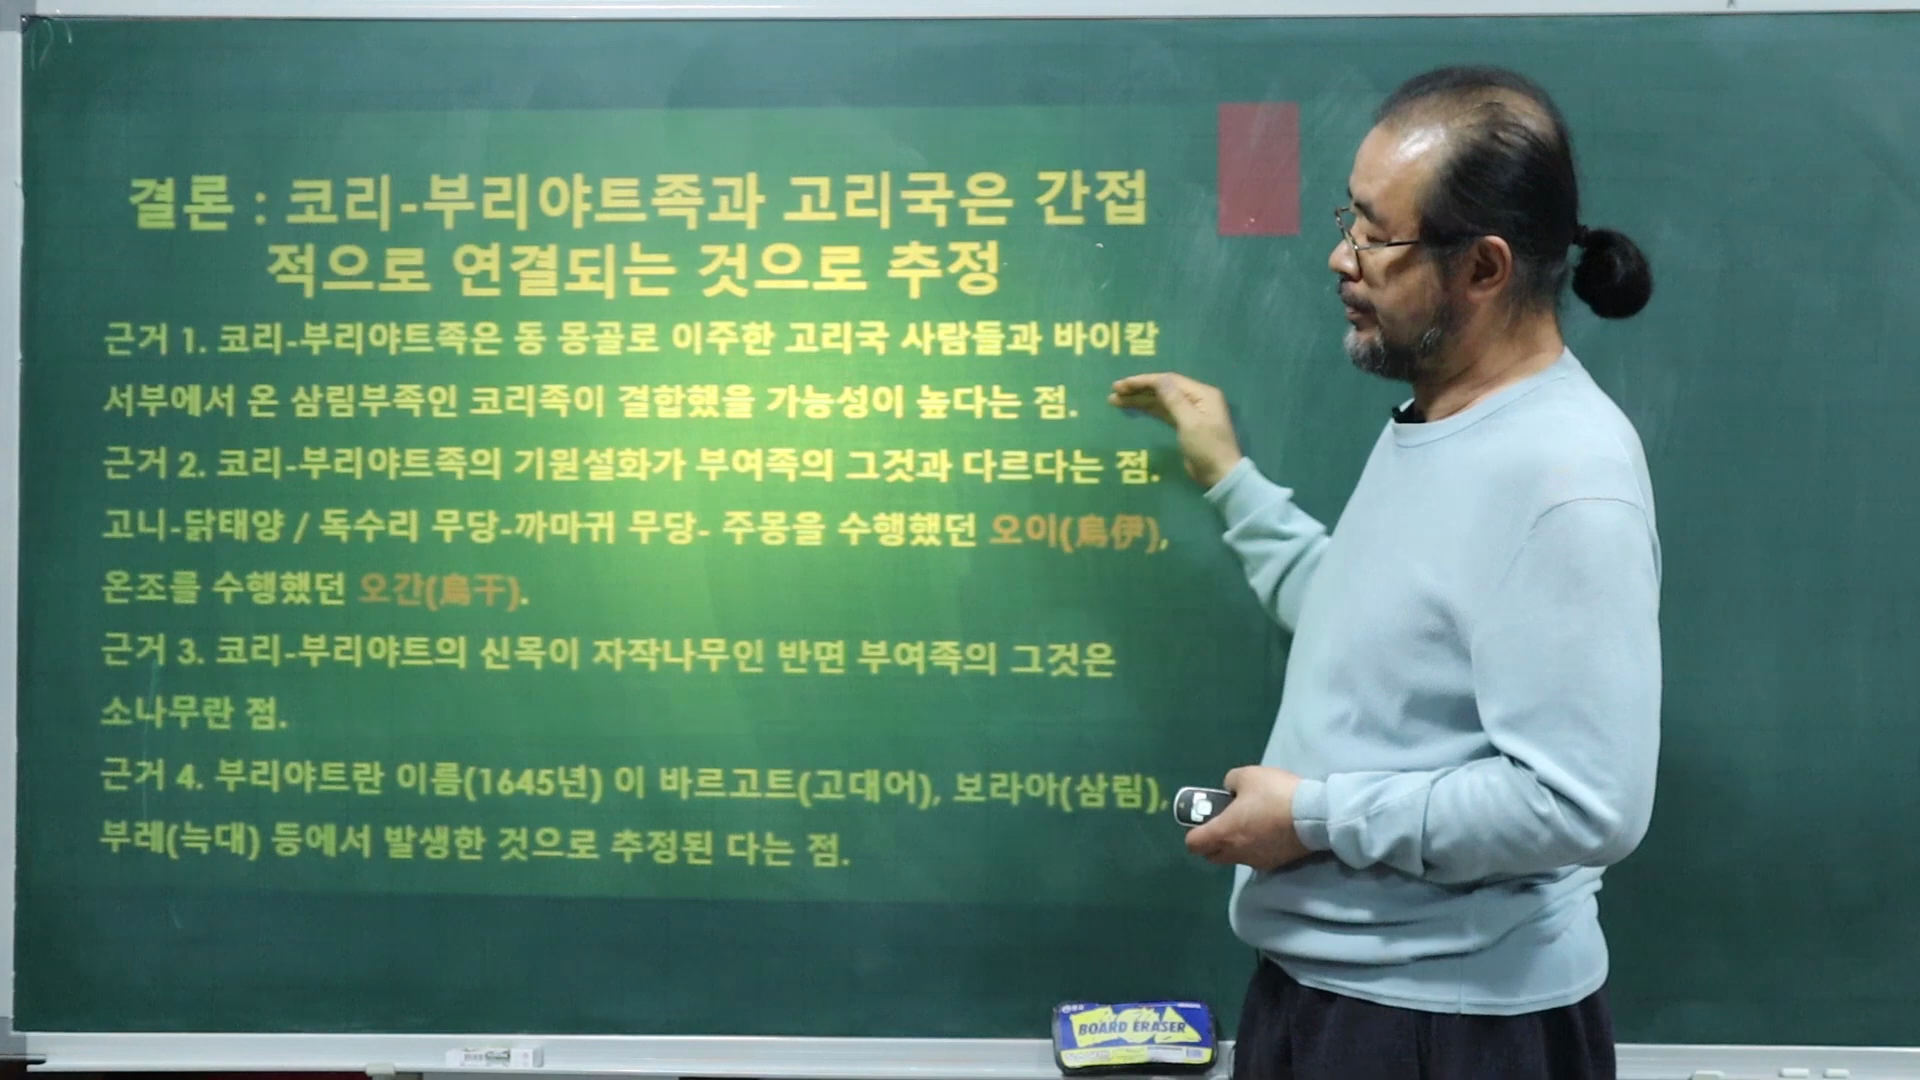 결론 : 코리-부리야트족과 고리국은 간접
적으로 연결되는 것으로 추정
근거 1. 코리-부리야트족은 동 몽골로 이주한 고리국 사람들과 바이칼
서부에서 온 삼림부족인 코리족이 결합했을 가능성이 높다는 점.
근거 2. 코리-부리야트족의 기원설화가 부여족의 그것과 다르다는 점.
고니-닭태양 / 독수리 무당-까마귀 무당- 주몽을 수행했던 오이(烏伊),
온조를 수행했던 오간(烏干).
근거 3. 코리-부리야트의 신목이 자작나무인 반면 부여족의 그것은
소나무란 점.
근거 4. 부리야트란 이름(1645년) 이 바르고트(고대어), 보라아(삼림),
부레(늑대) 등에서 발생한 것으로 추정된 다는 점.
BOARD ERASER